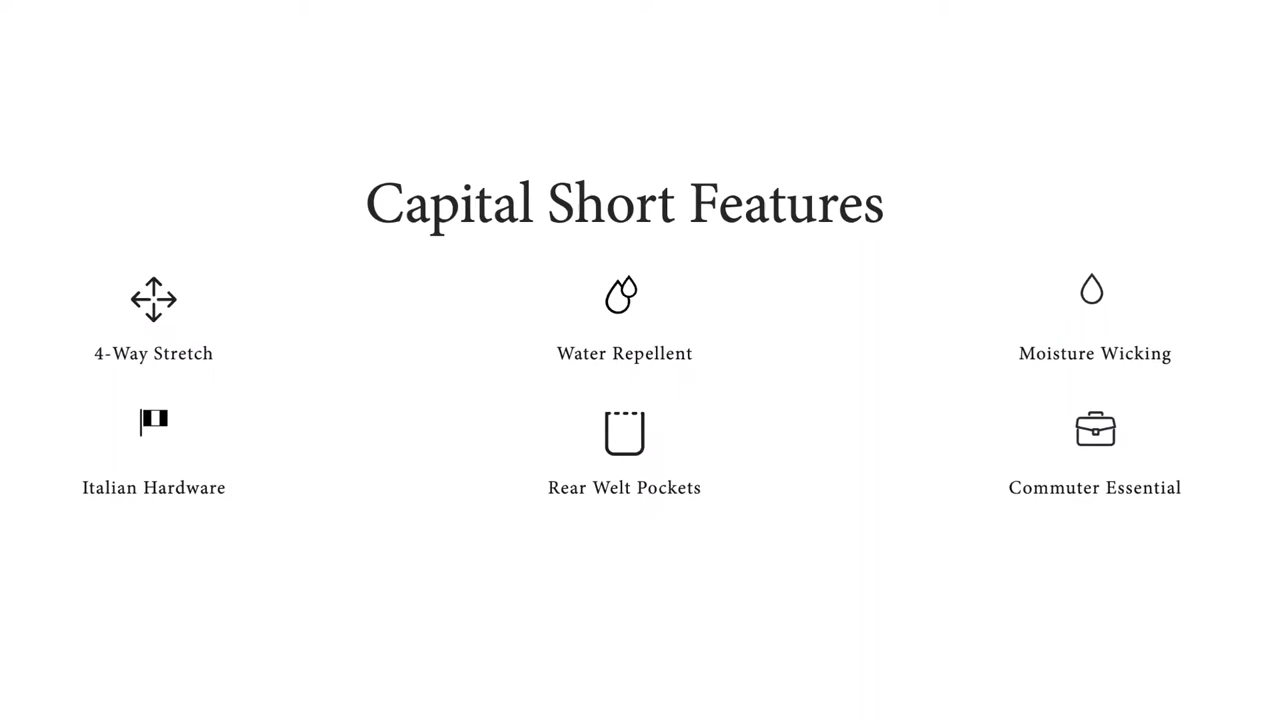 Capital Short Features
4-Way Stretch
Water Repellent
Moisture Wicking
Italian Hardware
Rear Welt Pockets
Commuter Essential